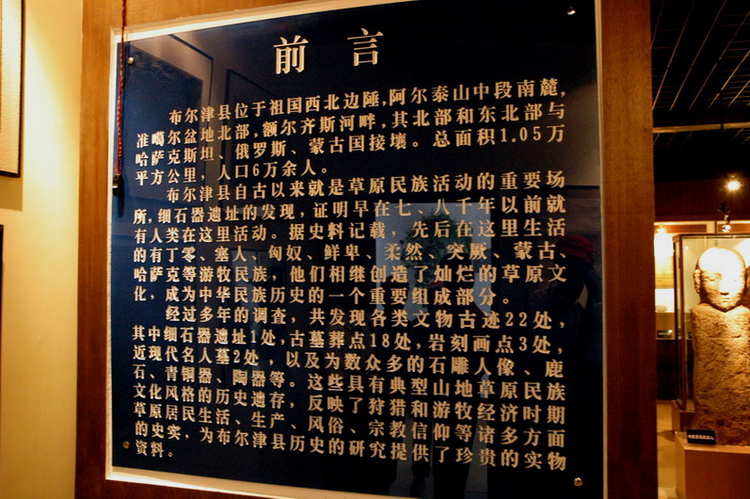 前言
布尔津县位于祖国西北边陲,阿尔泰山中段南麓,
准噶尔盆地北部,额尔齐斯河畔,其北部和东北部与
哈萨克斯坦、俄罗斯、蒙古国接壤。总面积1.05万
平方公里,人口6万余人。
布尔津县自古以来就是草原民族活动的重要场
所,细石器遗址的发现,证明早在七、八千年以前就
有人类在这里活动。据史料记载,先后在这里生活
的有丁零、塞人、匈奴、鲜卑、柔然、突厥、蒙古、
哈萨克等游牧民族,他们相继创造了灿烂的草原文
化,成为中华民族历史的一个重要组成部分。
经过多年的调查,共发现各类文物古迹22处,
其中细石器遗址1处,古墓葬点18处,岩刻画点3处,
近现代名人墓2处,以及为数众多的石雕人像、鹿
石、青铜器、陶器等。这些具有典型山地草原民族
文化风格的历史遗存,反映了狩猎和游牧经济时期
草原居民生活、生产、风俗、宗教信仰等诸多方面
的史实,为布尔津县历史的研究提供了珍贵的实物
资料。